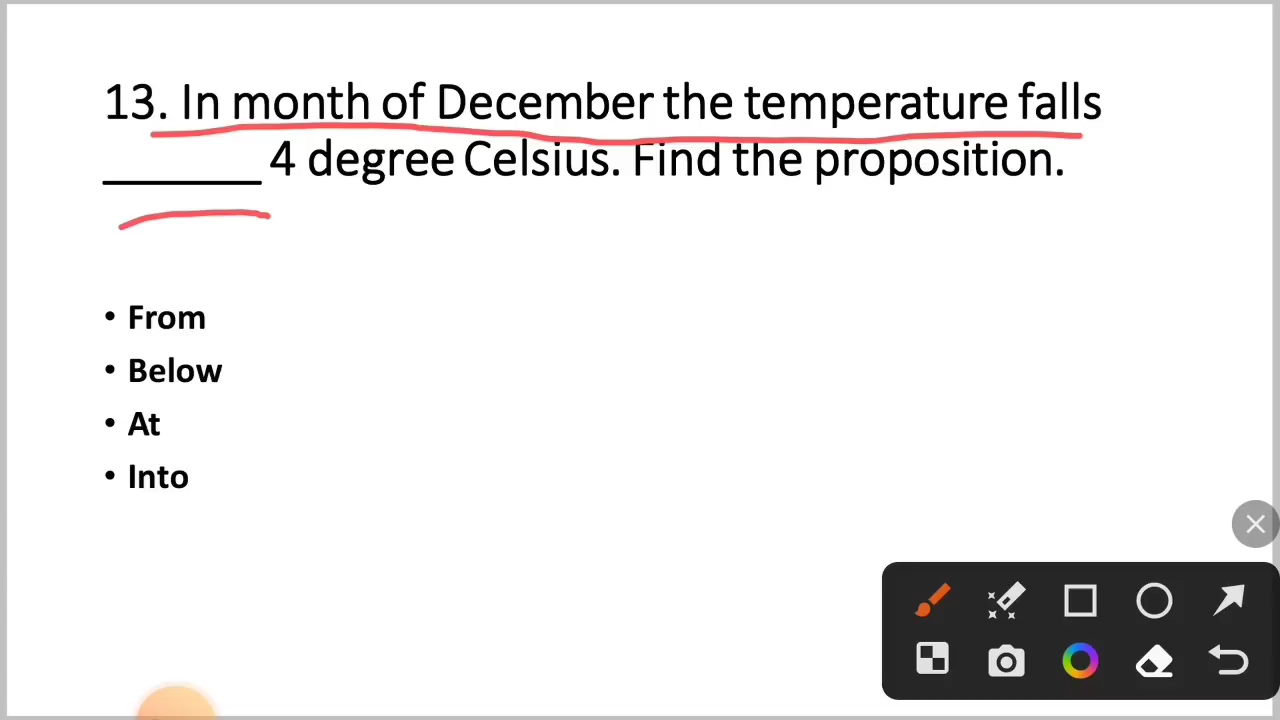 13. In month of December the temperature falls
_______ 4 degree Celsius. Find the proposition.
• From
• Below
• At
• Into